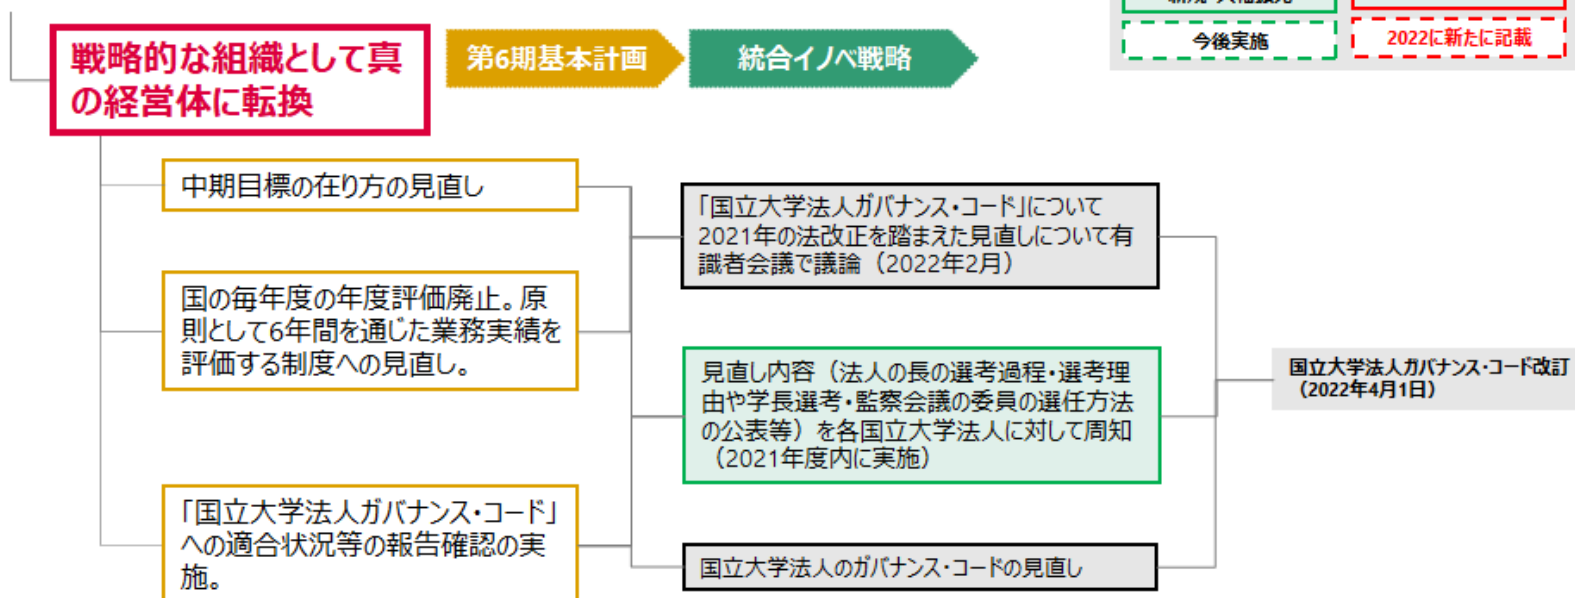 今後実施
2022に新たに記載
戦略的な組織として真
の経営体に転換
第6期基本計画
統合イノベ戦略
中期目標の在り方の見直し
国の毎年度の年度評価廃止。原
則として6年間を通じた業務実績を
評価する制度への見直し。
「国立大学法人ガバナンス・コード」
への適合状況等の報告確認の実
施。
「国立大学法人ガバナンス・コード」について
2021年の法改正を踏まえた見直しについて有
識者会議で議論（2022年2月）
見直し内容（法人の長の選考過程・選考理
由や学長選考・監察会議の委員の選任方法
の公表等）を各国立大学法人に対して周知
（2021年度内に実施）
国立大学法人のガバナンス・コードの見直し
国立大学法人ガバナンス・コード改訂
（2022年4月1日）